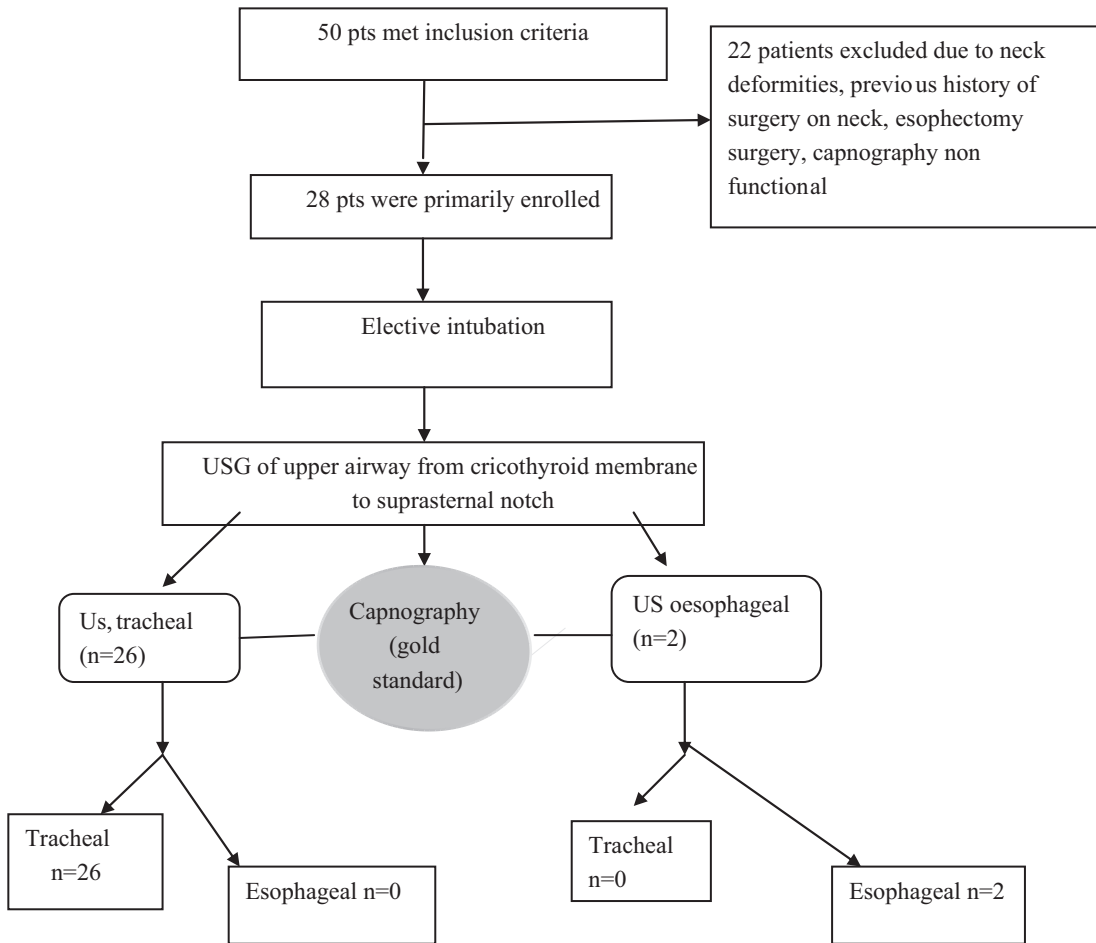 50 pts met inclusion criteria
22 patients excluded due to neck
deformities, previous history of
surgery on neck, esophectomy
surgery, capnography non
functional
28 pts were primarily enrolled
Elective intubation
USG of upper airway from cricothyroid membrane
to suprasternal notch
Us, tracheal
(n=26)
Capnography
(gold
standard)
US oesophageal
(n=2)
Tracheal
n=26
Esophageal n=0
Tracheal
n=0
Esophageal n=2